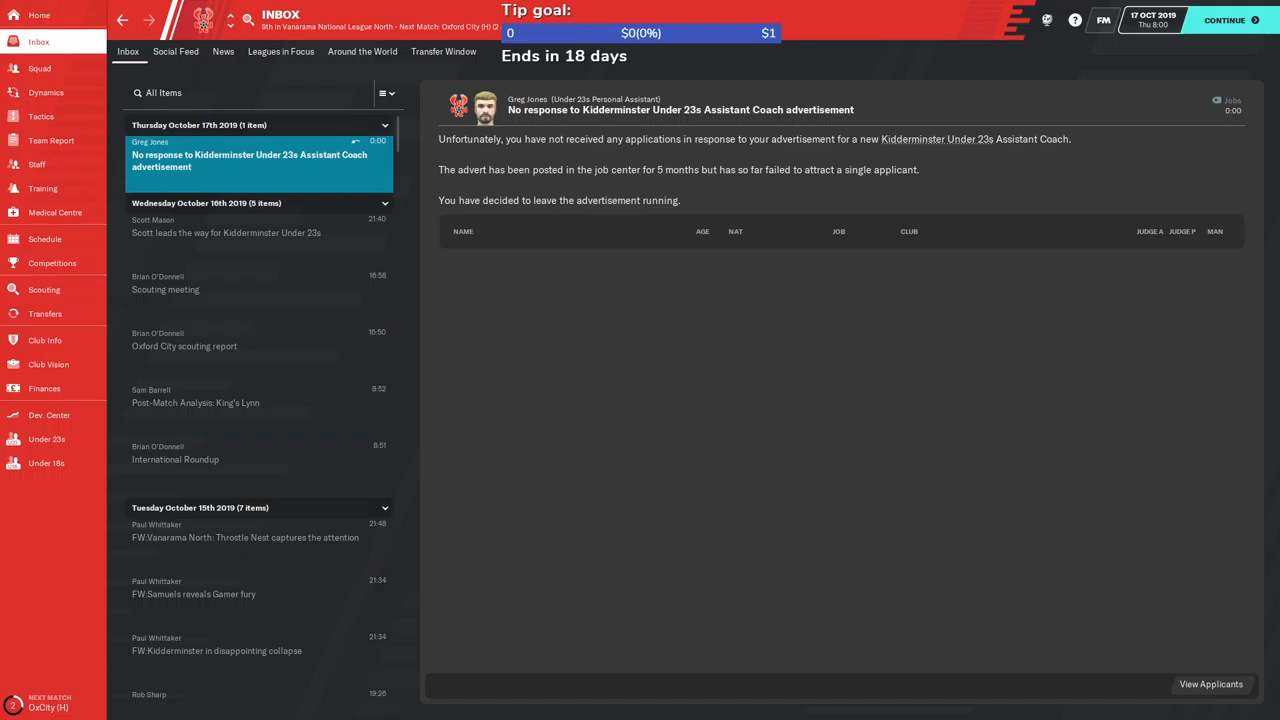 Home
Inbox
Squad
Dynamics
Tactics
Team Report
Staff
Training
Medical Centre
Schedule
Competitions
Scouting
Transfers
Club Info
Club Vision
Finances
Dev. Center
Under 23s
Under 18s
2
NEXT MATCH
OxCity (H)
INBOX
9th in Vanarama National League North - Next Match: Oxford City (H) (2
Tip goal:
0 $0(0%) $1
Ends in 18 days
?
FM
17 OCT 2019
Thu 8:00
CONTINUE
Inbox Social Feed News Leagues in Focus Around the World Transfer Window
All Items
Thursday October 17th 2019 (1 item)
Greg Jones 0:00
No response to Kidderminster Under 23s Assistant Coach
advertisement
Wednesday October 16th 2019 (5 items)
Scott Mason 21:40
Scott leads the way for Kidderminster Under 23s
Brian O'Donnell 16:58
Scouting meeting
Brian O'Donnell 16:50
Oxford City scouting report
Sam Barrell 8:52
Post-Match Analysis: King's Lynn
Brian O'Donnell 8:51
International Roundup
Tuesday October 15th 2019 (7 items)
Paul Whittaker 21:48
FW:Vanarama North: Throstle Nest captures the attention
Paul Whittaker 21:34
FW:Samuels reveals Gamer fury
Paul Whittaker 21:34
FW:Kidderminster in disappointing collapse
Rob Sharp 19:26
Greg Jones (Under 23s Personal Assistant)
No response to Kidderminster Under 23s Assistant Coach advertisement
Jobs
0:00
Unfortunately, you have not received any applications in response to your advertisement for a new Kidderminster Under 23s Assistant Coach.
The advert has been posted in the job center for 5 months but has so far failed to attract a single applicant.
You have decided to leave the advertisement running.
NAME AGE NAT JOB CLUB JUDGE A JUDGE P MAN
View Applicants